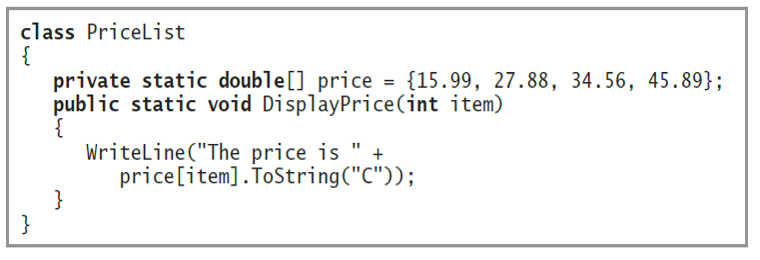 class PriceList
{
   private static double[] price = {15.99, 27.88, 34.56, 45.89};
   public static void DisplayPrice(int item)
   {
      WriteLine("The price is " +
         price[item].ToString("C"));
   }
}